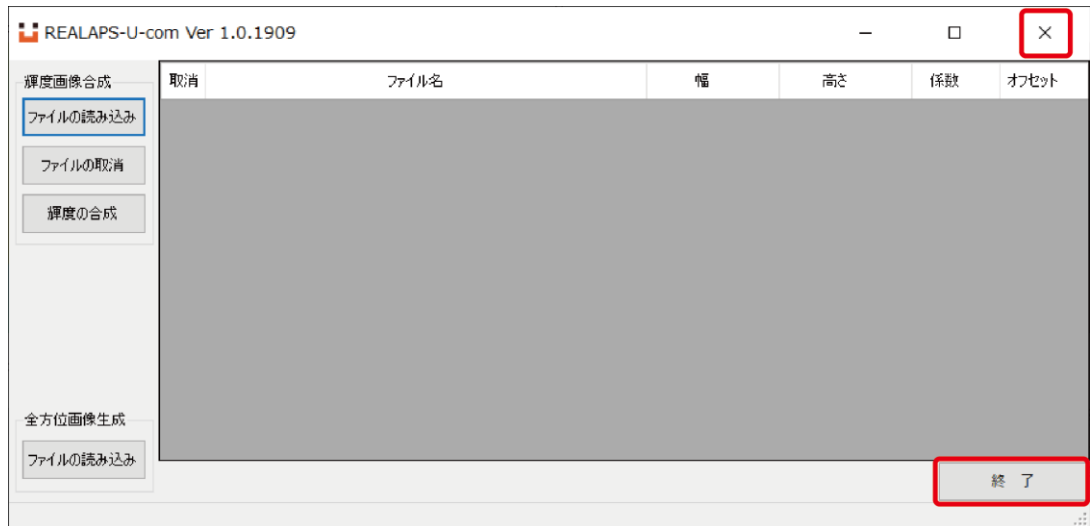 REALAPS-U-com Ver 1.0.1909
輝度画像合成
ファイルの読み込み
ファイルの取消
輝度の合成
取消 ファイル名 幅 高さ 係数 オフセット
全方位画像生成
ファイルの読み込み
終 了